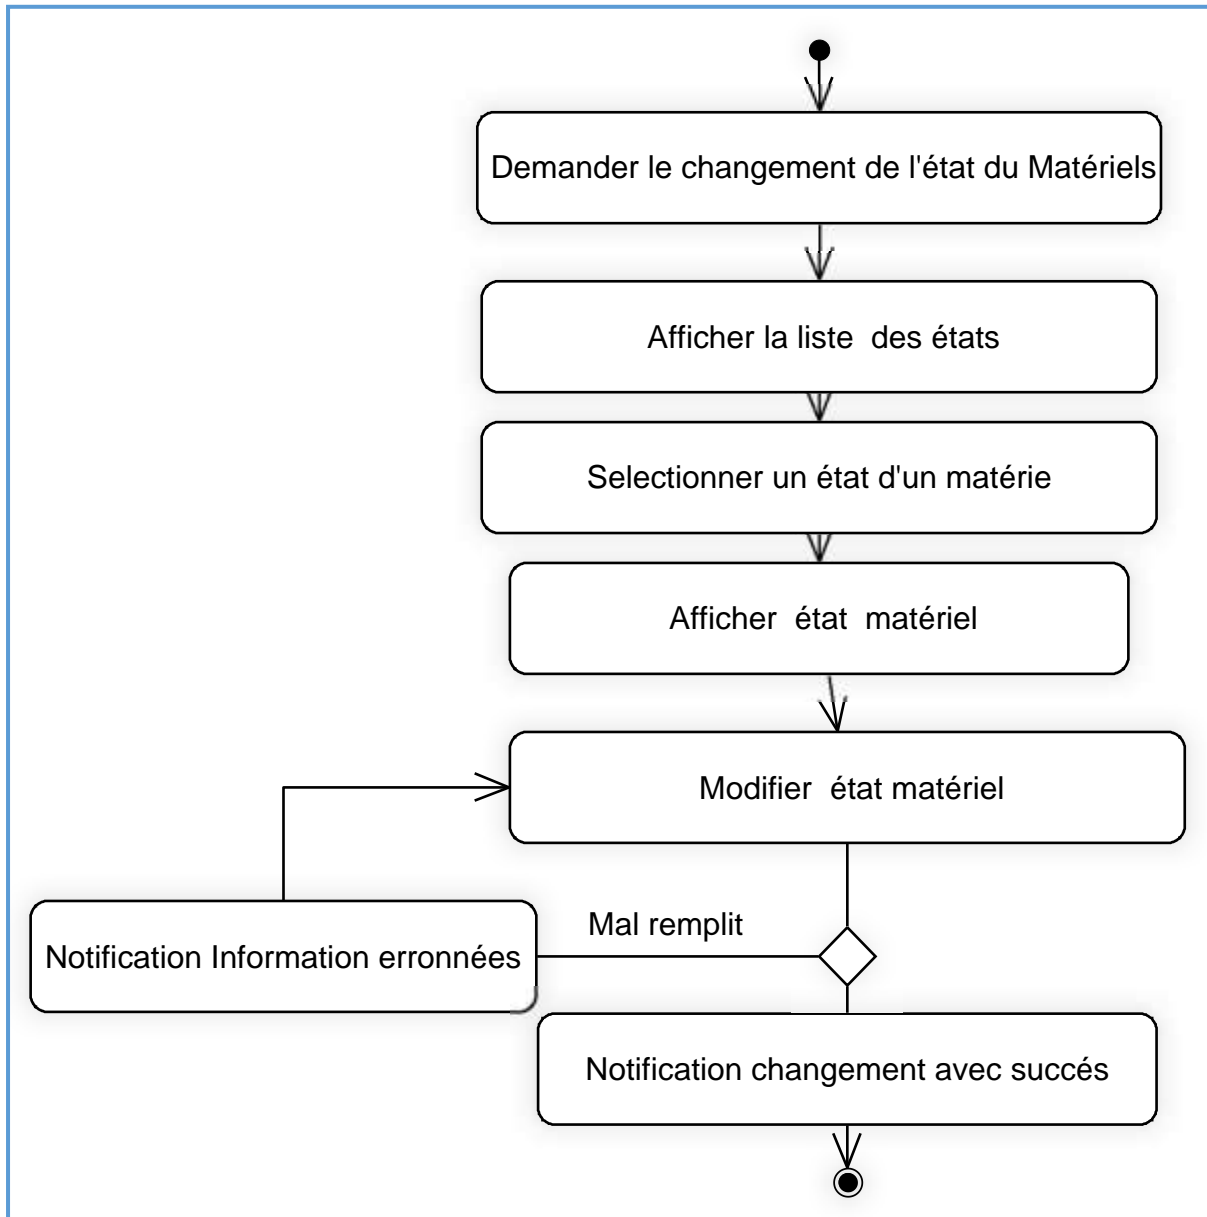 Demander le changement de l'état du Matériels
Afficher la liste  des états
Selectionner un état d'un matérie
Afficher  état  matériel
Modifier  état matériel
Mal remplit
Notification Information erronnées
Notification changement avec succés